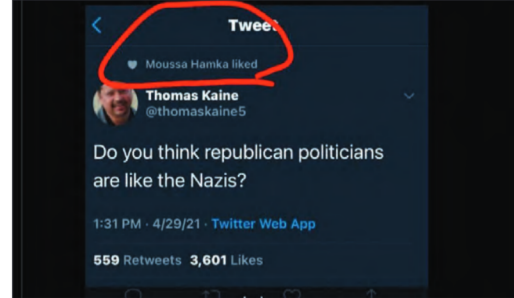 Tweet
Moussa Hamka liked
Thomas Kaine
@thomaskaine5
Do you think republican politicians
are like the Nazis?
1:31 PM · 4/29/21 · Twitter Web App
559 Retweets 3,601 Likes